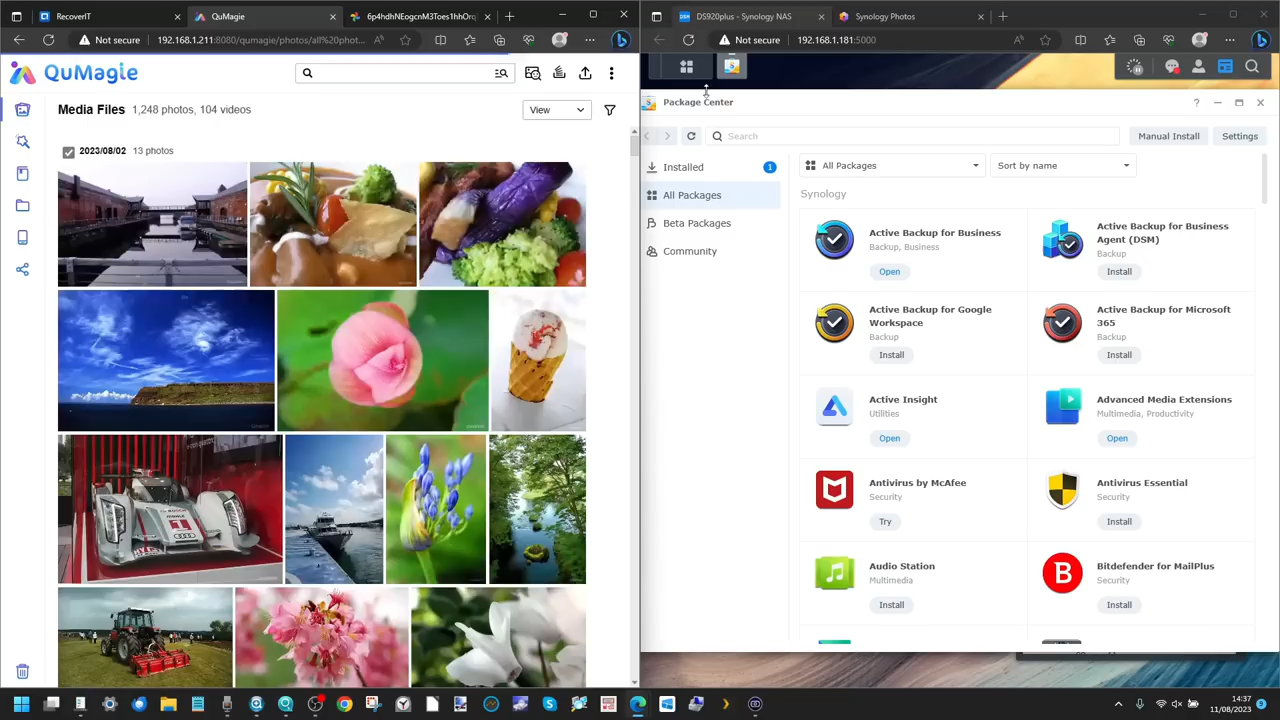 RecoverIT
QuMagie
6p4hdhNEogcnM3Toes1hhOrq
DS920plus - Synology NAS
Synology Photos
Not secure
192.168.1.211:8080/qumagie/photos/all%20phot...
Not secure
192.168.1.181:5000
QuMagie
Media Files 1,248 photos, 104 videos
View
2023/08/02 13 photos
Package Center
Search
Manual Install
Settings
Installed
1
All Packages
Beta Packages
Community
All Packages
Sort by name
Synology
Active Backup for Business
Backup, Business
Open
Active Backup for Business
Agent (DSM)
Backup
Install
Active Backup for Google
Workspace
Backup
Install
Active Backup for Microsoft
365
Backup
Install
Active Insight
Utilities
Open
Advanced Media Extensions
Multimedia, Productivity
Open
Antivirus by McAfee
Security
Try
Antivirus Essential
Security
Install
Audio Station
Multimedia
Install
Bitdefender for MailPlus
Security
Install
14:37
11/08/2023